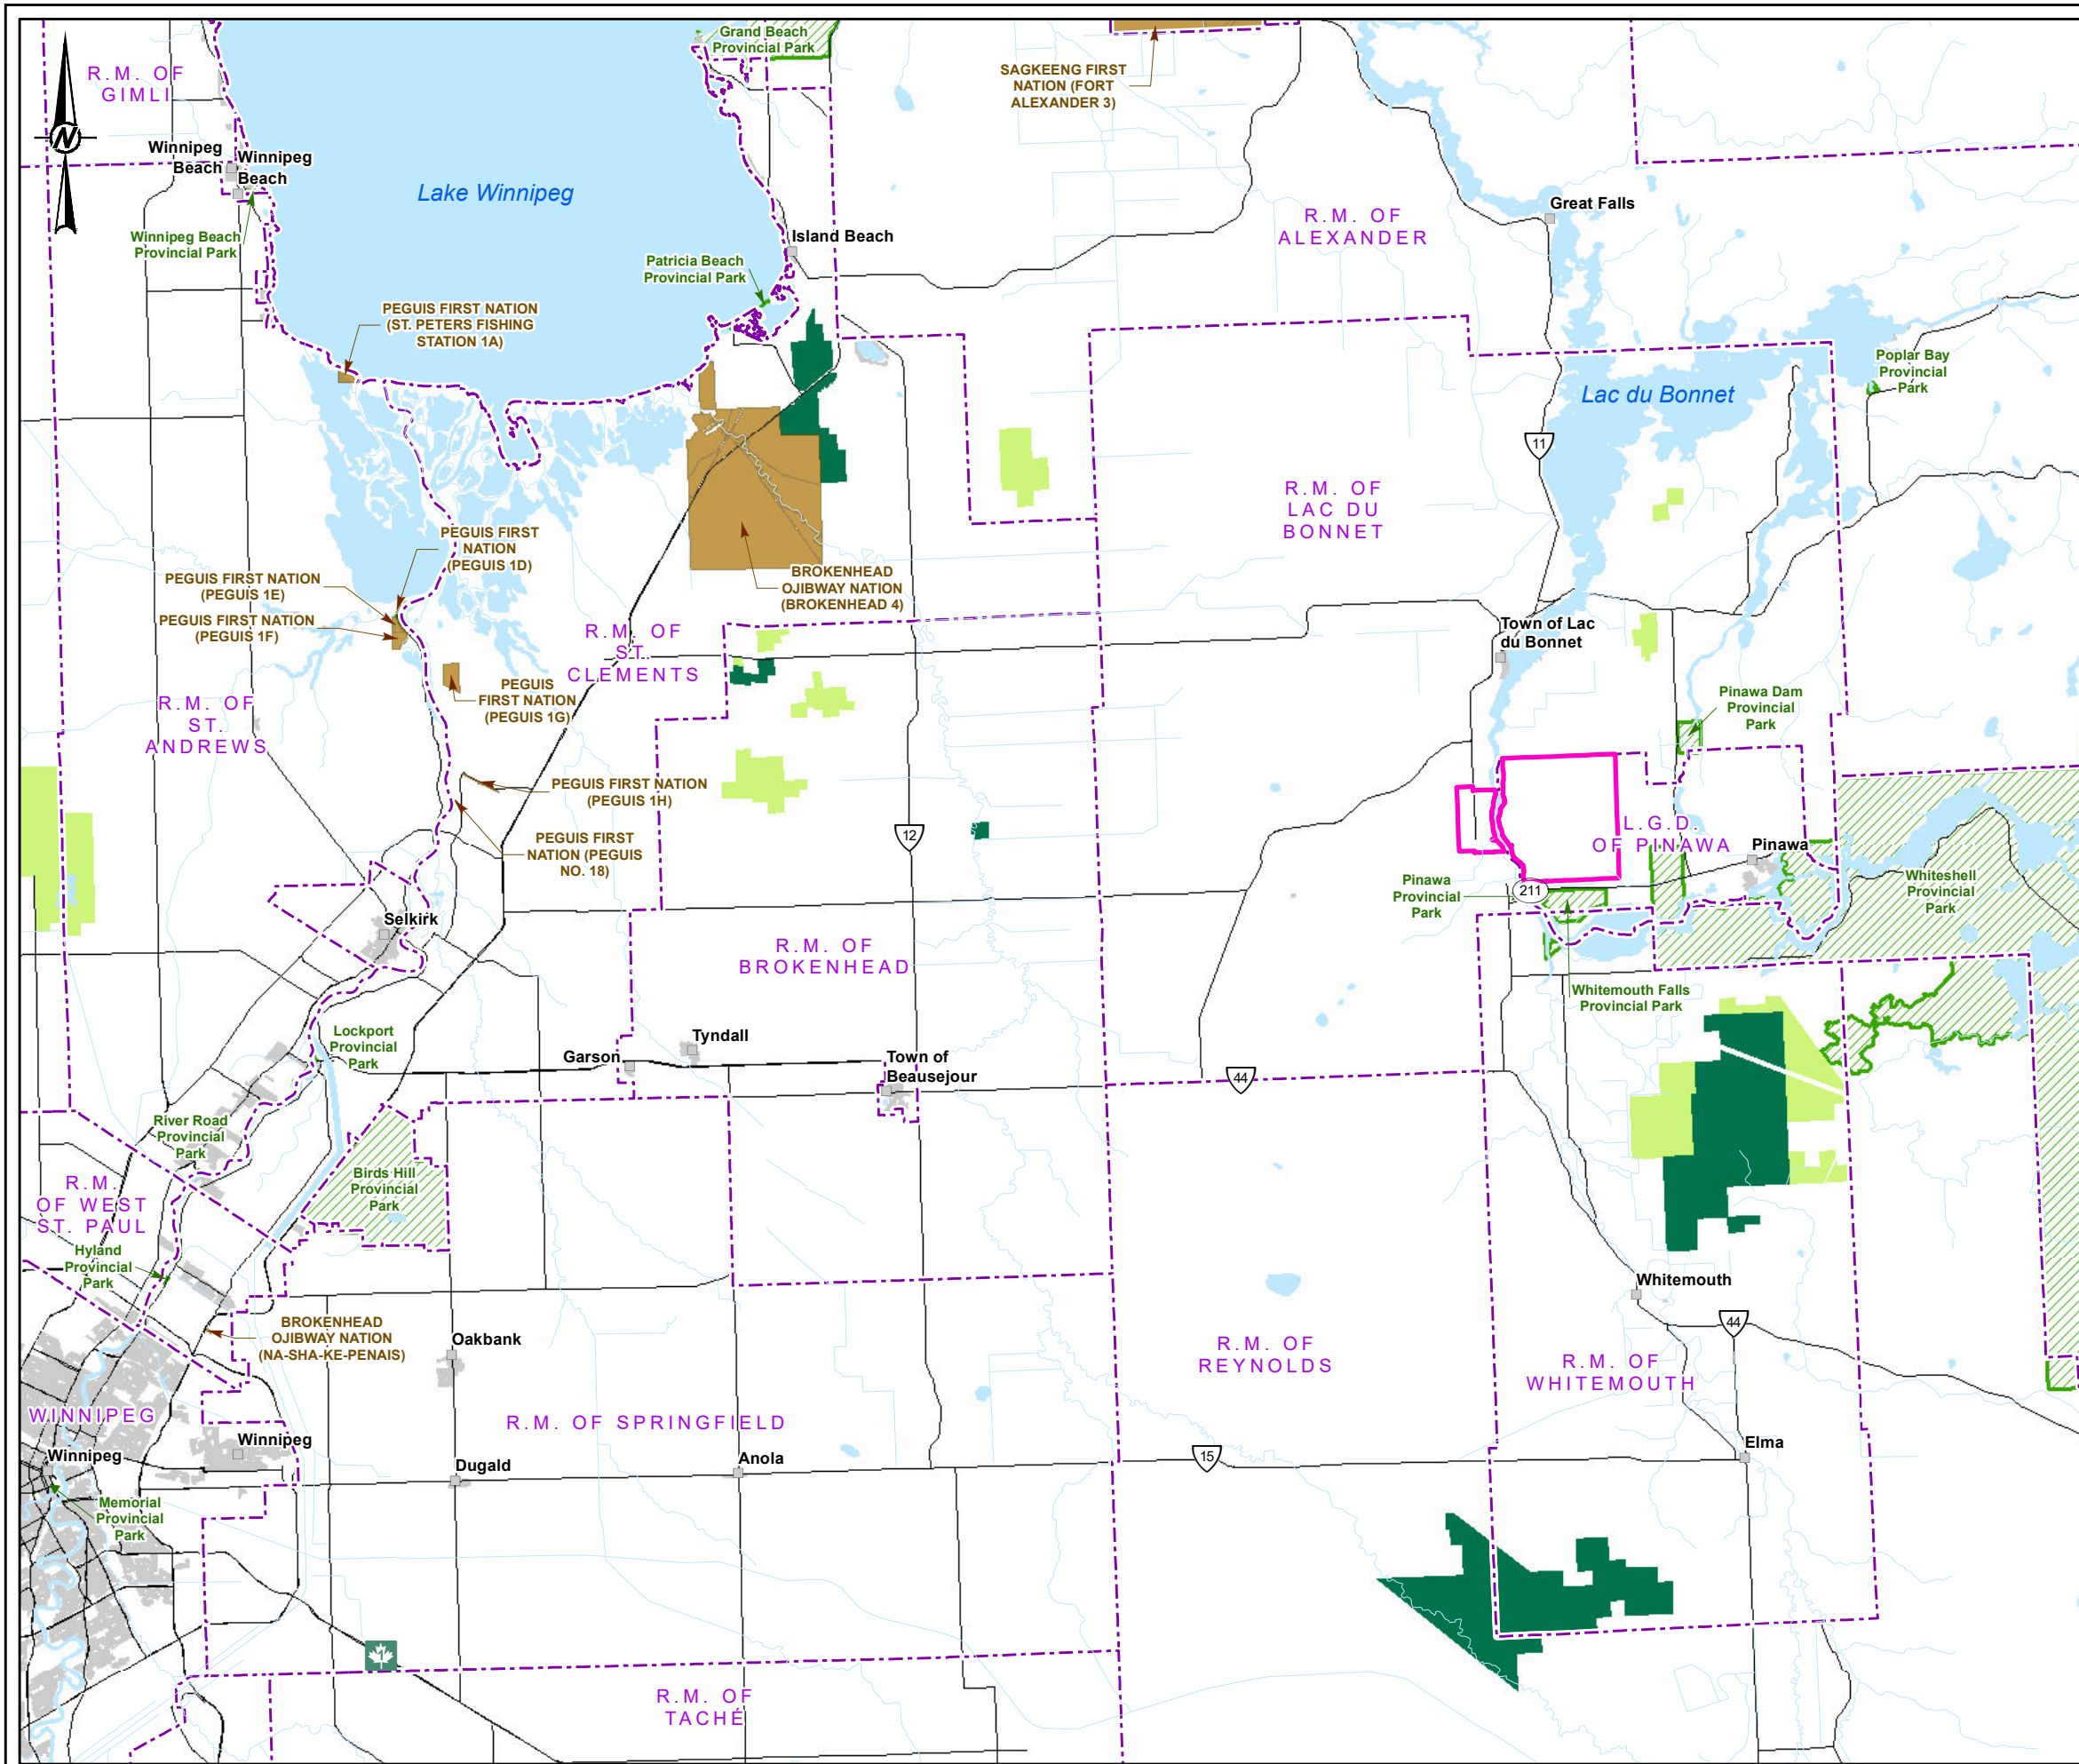 Grand Beach
Provincial Park
SAGKEENG FIRST
NATION (FORT
ALEXANDER 3)
R.M. OF
GIMLI
N
Winnipeg
Beach
Winnipeg
Beach
Lake Winnipeg
Great Falls
R.M. OF
ALEXANDER
Winnipeg Beach
Provincial Park
Island Beach
Patricia Beach
Provincial Park
PEGUIS FIRST NATION
(ST. PETERS FISHING
STATION 1A)
Poplar Bay
Provincial
Park
Lac du Bonnet
11
R.M. OF
LAC DU
BONNET
PEGUIS FIRST
NATION
(PEGUIS 1D)
PEGUIS FIRST NATION
(PEGUIS 1E)
BROKENHEAD
OJIBWAY NATION
(BROKENHEAD 4)
PEGUIS FIRST NATION
(PEGUIS 1F)
R.M. OF
ST.
CLEMENTS
Town of Lac
du Bonnet
PEGUIS
FIRST NATION
(PEGUIS 1G)
R.M. OF
ST.
ANDREWS
Pinawa Dam
Provincial
Park
PEGUIS FIRST NATION
(PEGUIS 1H)
12
L.G.D.
OF PINAWA
Pinawa
PEGUIS FIRST
NATION (PEGUIS
NO. 18)
Pinawa
Provincial
Park
211
Whiteshell
Provincial
Park
Selkirk
R.M. OF
BROKENHEAD
Whitemouth Falls
Provincial Park
Lockport
Provincial
Park
Garson
Tyndall
Town of
Beausejour
44
River Road
Provincial
Park
Birds Hill
Provincial
Park
R.M.
OF WEST
ST. PAUL
Hyland
Provincial
Park
Whitemouth
BROKENHEAD
OJIBWAY NATION
(NA-SHA-KE-PENAIS)
Oakbank
44
R.M. OF
REYNOLDS
R.M. OF
WHITEMOUTH
WINNIPEG
R.M. OF SPRINGFIELD
Winnipeg
Winnipeg
Dugald
Anola
15
Elma
Memorial
Provincial
Park
1
R.M. OF
TACHÉ